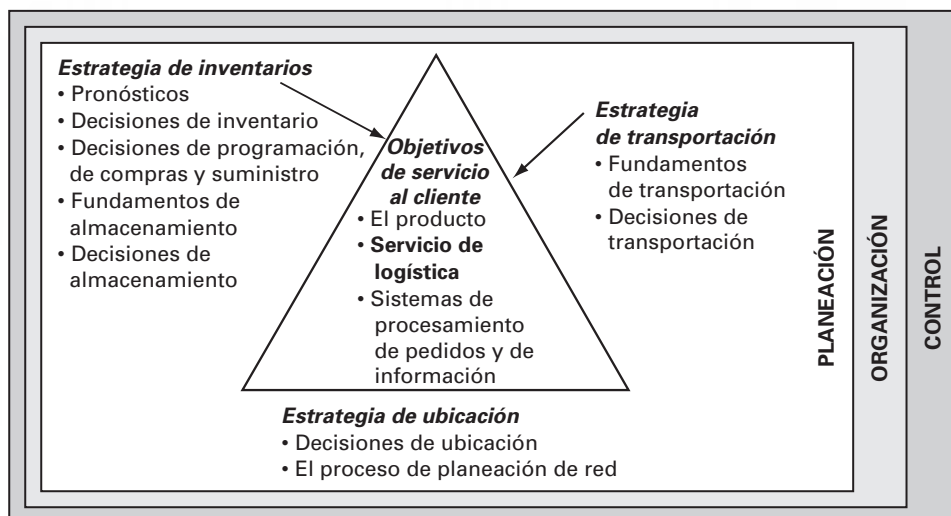 Estrategia de inventarios
• Pronósticos
• Decisiones de inventario
• Decisiones de programación,
de compras y suministro
• Fundamentos de
almacenamiento
• Decisiones de
almacenamiento
Objetivos
de servicio
al cliente
• El producto
• Servicio de
logística
• Sistemas de
procesamiento
de pedidos y de
información
Estrategia
de transportación
• Fundamentos
de transportación
• Decisiones de
transportación
Estrategia de ubicación
• Decisiones de ubicación
• El proceso de planeación de red
PLANEACIÓN
ORGANIZACIÓN
CONTROL